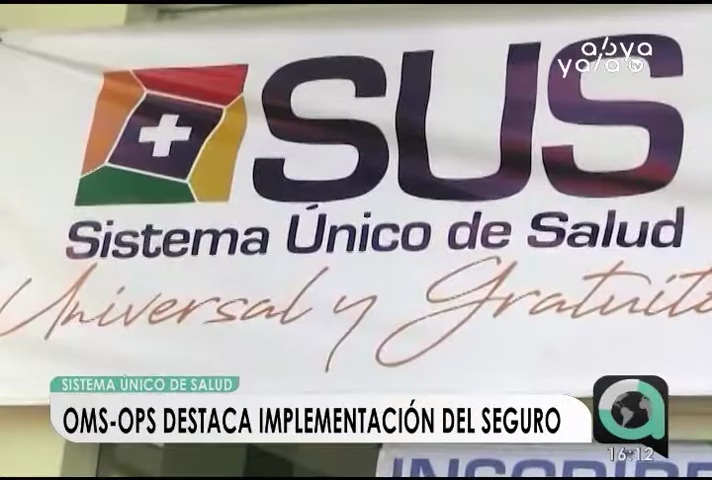 abya
yala tv
SUS
Sistema Único de Salud
Universal y Gratuito
SISTEMA ÚNICO DE SALUD
OMS-OPS DESTACA IMPLEMENTACIÓN DEL SEGURO
16:12